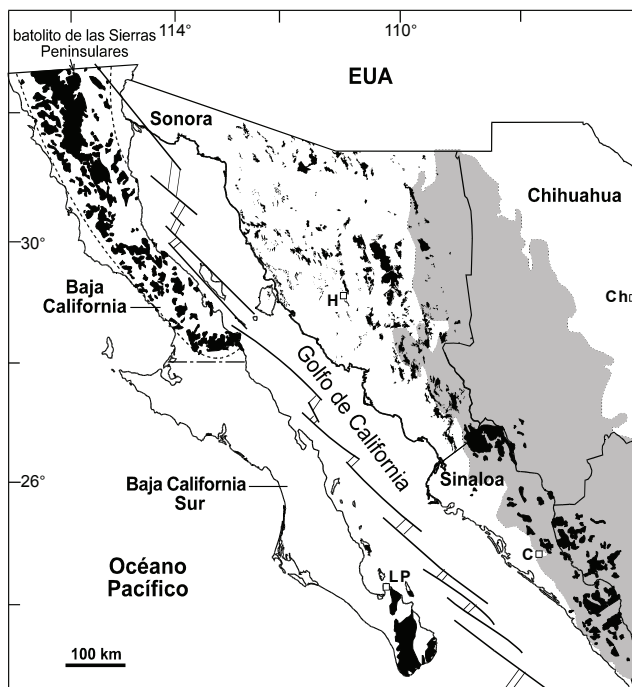 114°
110°
batolito de las Sierras
Peninsulares
EUA
Sonora
Chihuahua
30°
Baja
California
H
Ch
Golfo de California
26°
Baja California
Sur
Sinaloa
Océano
Pacífico
LP
C
100 km